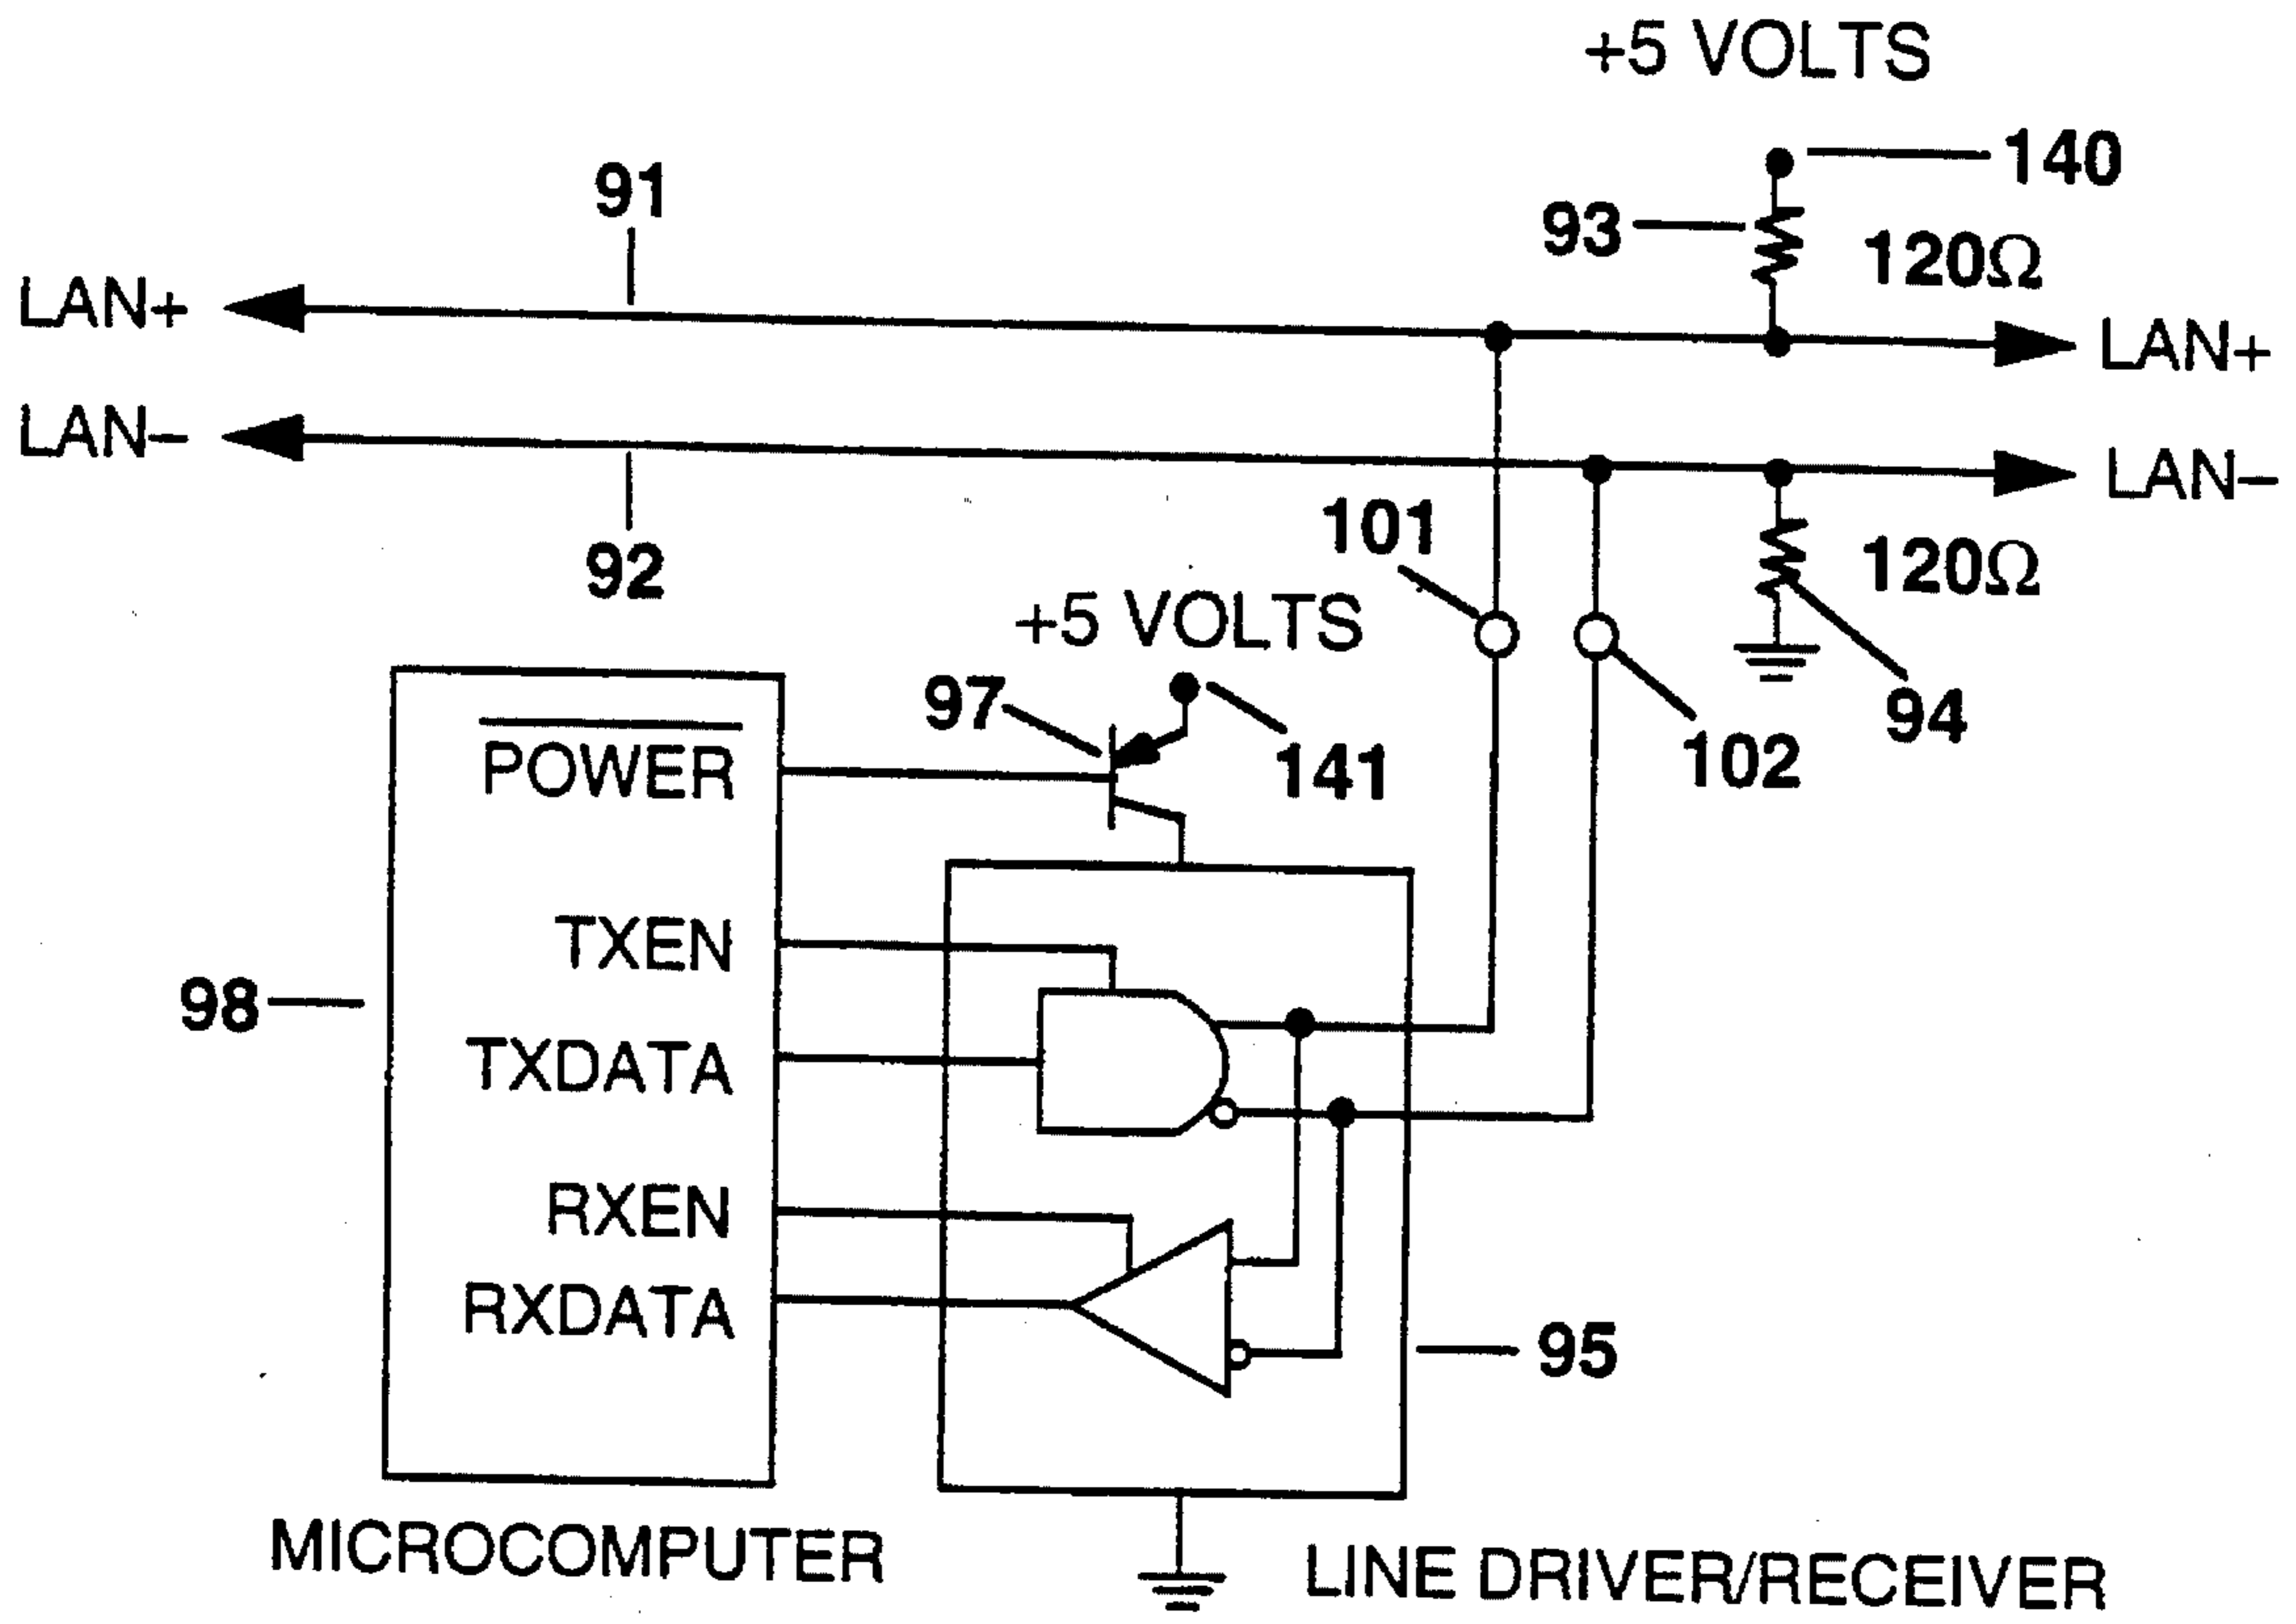 +5 VOLTS
140
91
93
120Ω
LAN+
LAN+
LAN−
LAN−
92
101
120Ω
+5 VOLTS
97
94
141
102
POWER
TXEN
98
TXDATA
RXEN
RXDATA
95
MICROCOMPUTER
LINE DRIVER/RECEIVER